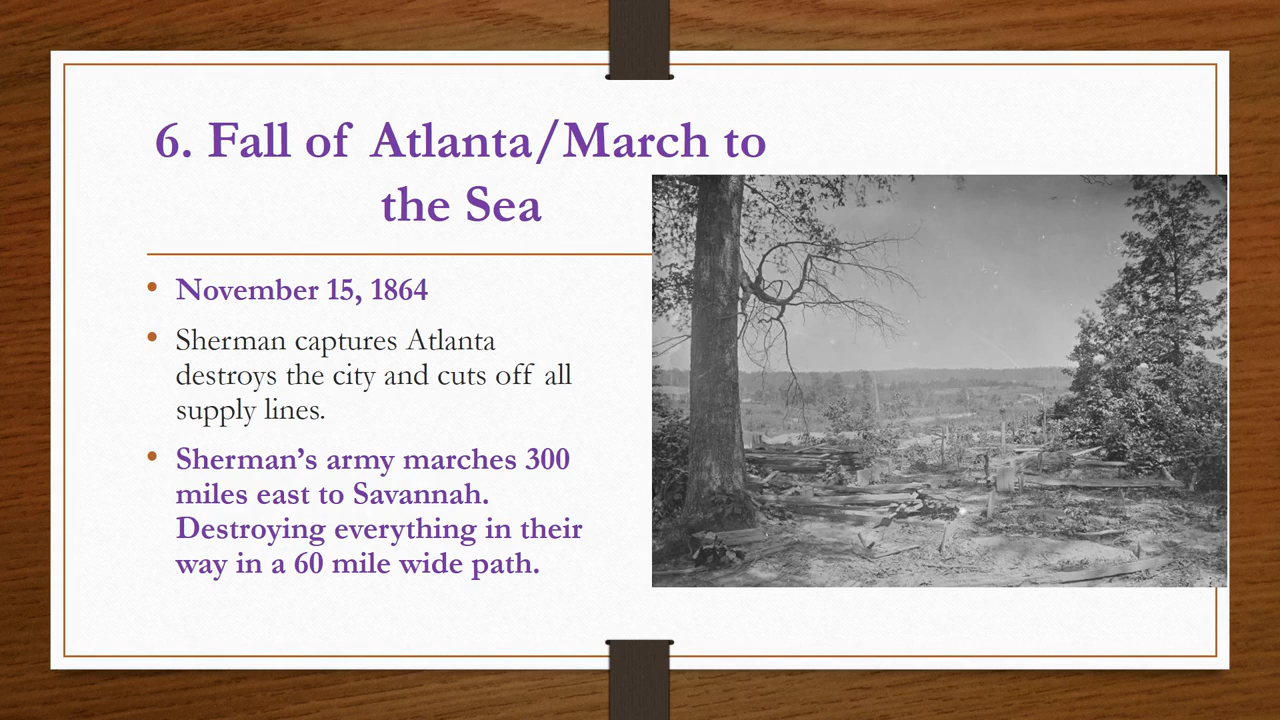 6. Fall of Atlanta/March to
the Sea
• November 15, 1864
• Sherman captures Atlanta
destroys the city and cuts off all
supply lines.
• Sherman’s army marches 300
miles east to Savannah.
Destroying everything in their
way in a 60 mile wide path.